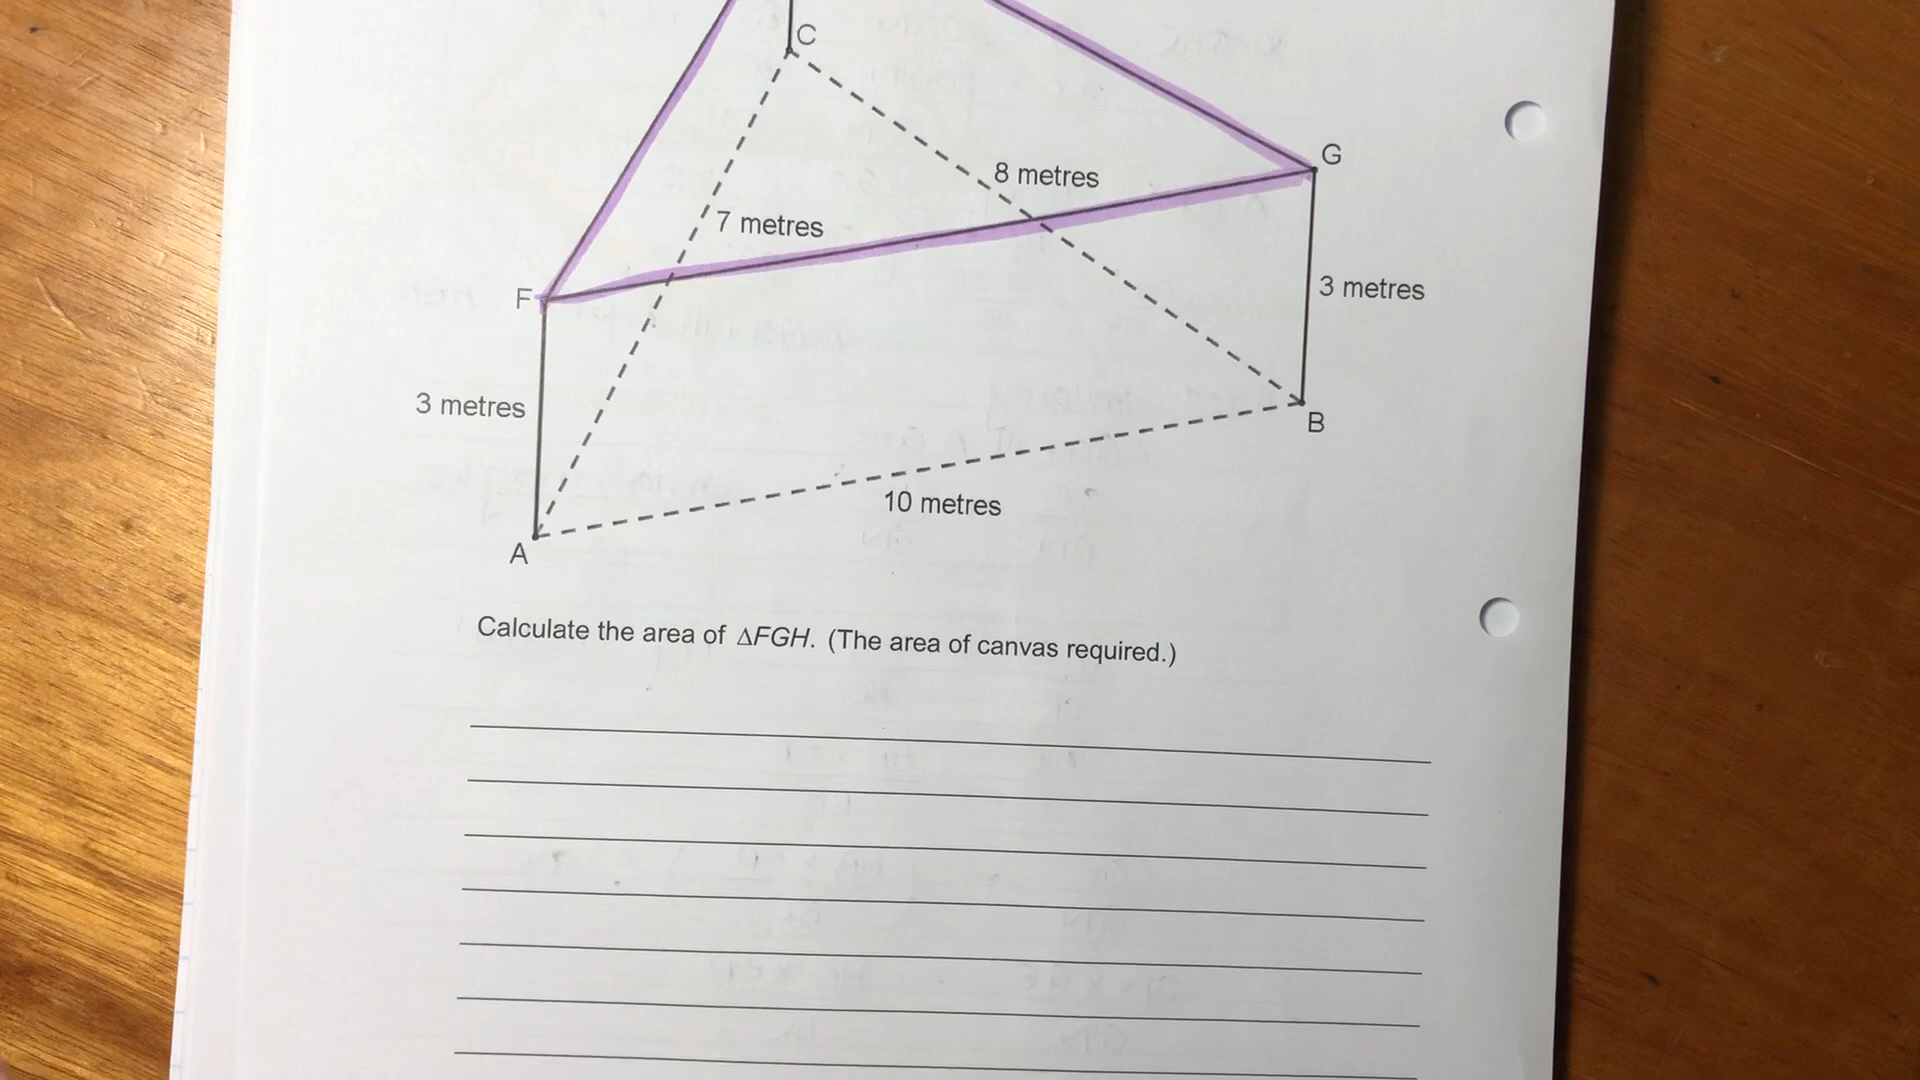 C
G
8 metres
7 metres
F
3 metres
3 metres
B
10 metres
A
Calculate the area of ΔFGH. (The area of canvas required.)